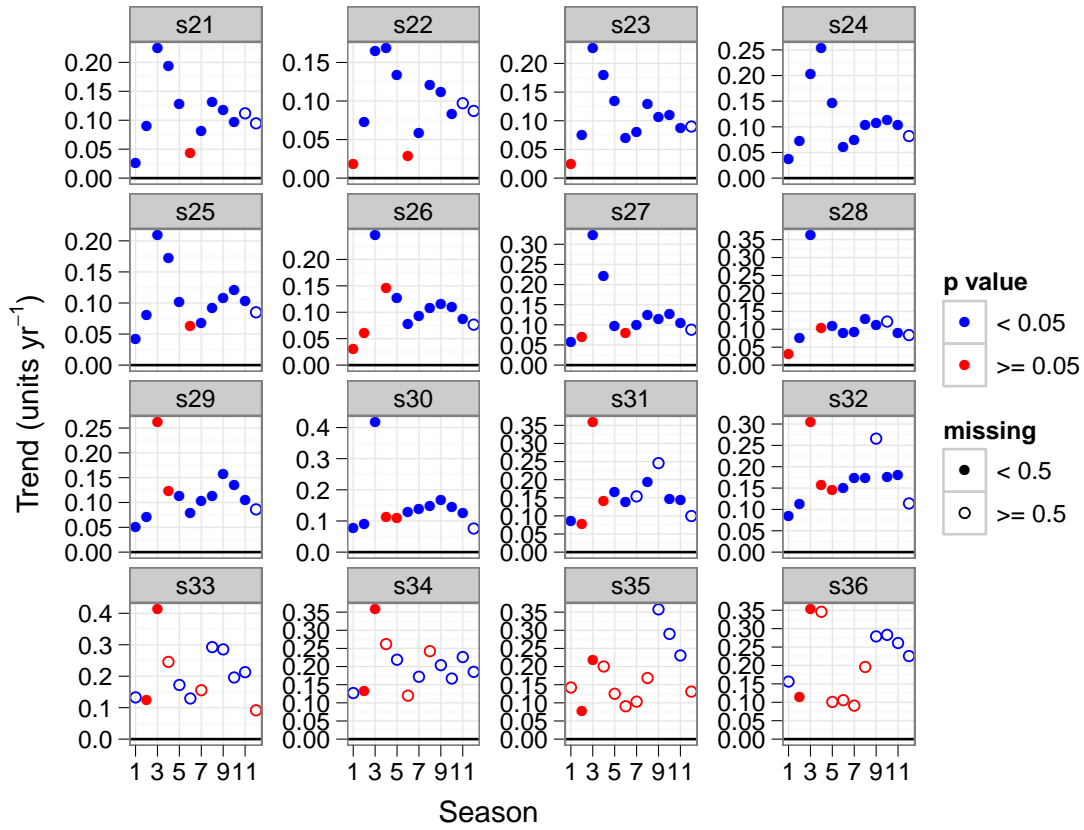 s21 s22 s23 s24
0.20 0.15 0.10 0.05 0.00
0.15 0.10 0.05 0.00
0.20 0.15 0.10 0.05 0.00
0.25 0.20 0.15 0.10 0.05 0.00
s25 s26 s27 s28
0.20 0.15 0.10 0.05 0.00
0.20 0.15 0.10 0.05 0.00
0.30 0.25 0.20 0.15 0.10 0.05 0.00
0.35 0.30 0.25 0.20 0.15 0.10 0.05 0.00
s29 s30 s31 s32
0.25 0.20 0.15 0.10 0.05 0.00
0.4 0.3 0.2 0.1 0.0
0.35 0.30 0.25 0.20 0.15 0.10 0.05 0.00
0.30 0.25 0.20 0.15 0.10 0.05 0.00
s33 s34 s35 s36
0.4 0.3 0.2 0.1 0.0
0.35 0.30 0.25 0.20 0.15 0.10 0.05 0.00
0.35 0.30 0.25 0.20 0.15 0.10 0.05 0.00
0.35 0.30 0.25 0.20 0.15 0.10 0.05 0.00
1 3 5 7 9 11
1 3 5 7 9 11
1 3 5 7 9 11
1 3 5 7 9 11
Season
Trend (units yr⁻¹)
p value
< 0.05
>= 0.05
missing
< 0.5
>= 0.5